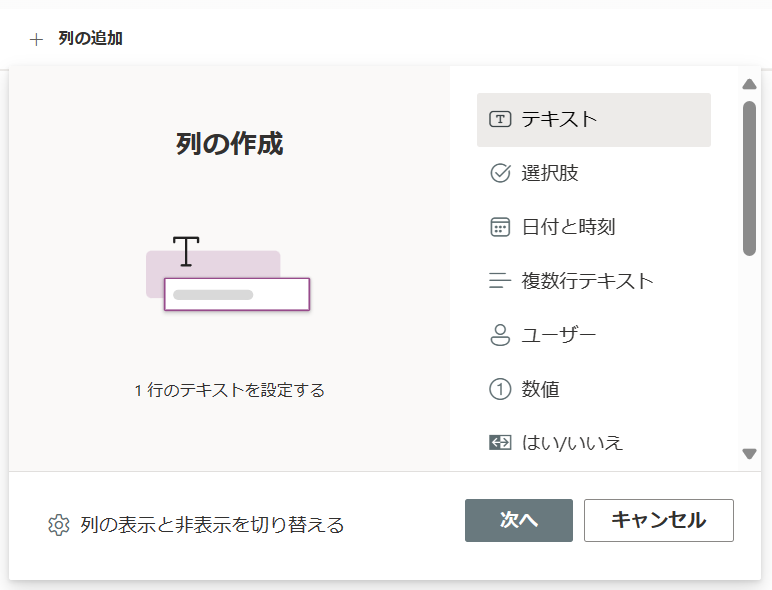 列の追加
列の作成
1 行のテキストを設定する
テキスト
選択肢
日付と時刻
複数行テキスト
ユーザー
数値
はい/いいえ
列の表示と非表示を切り替える
次へ
キャンセル